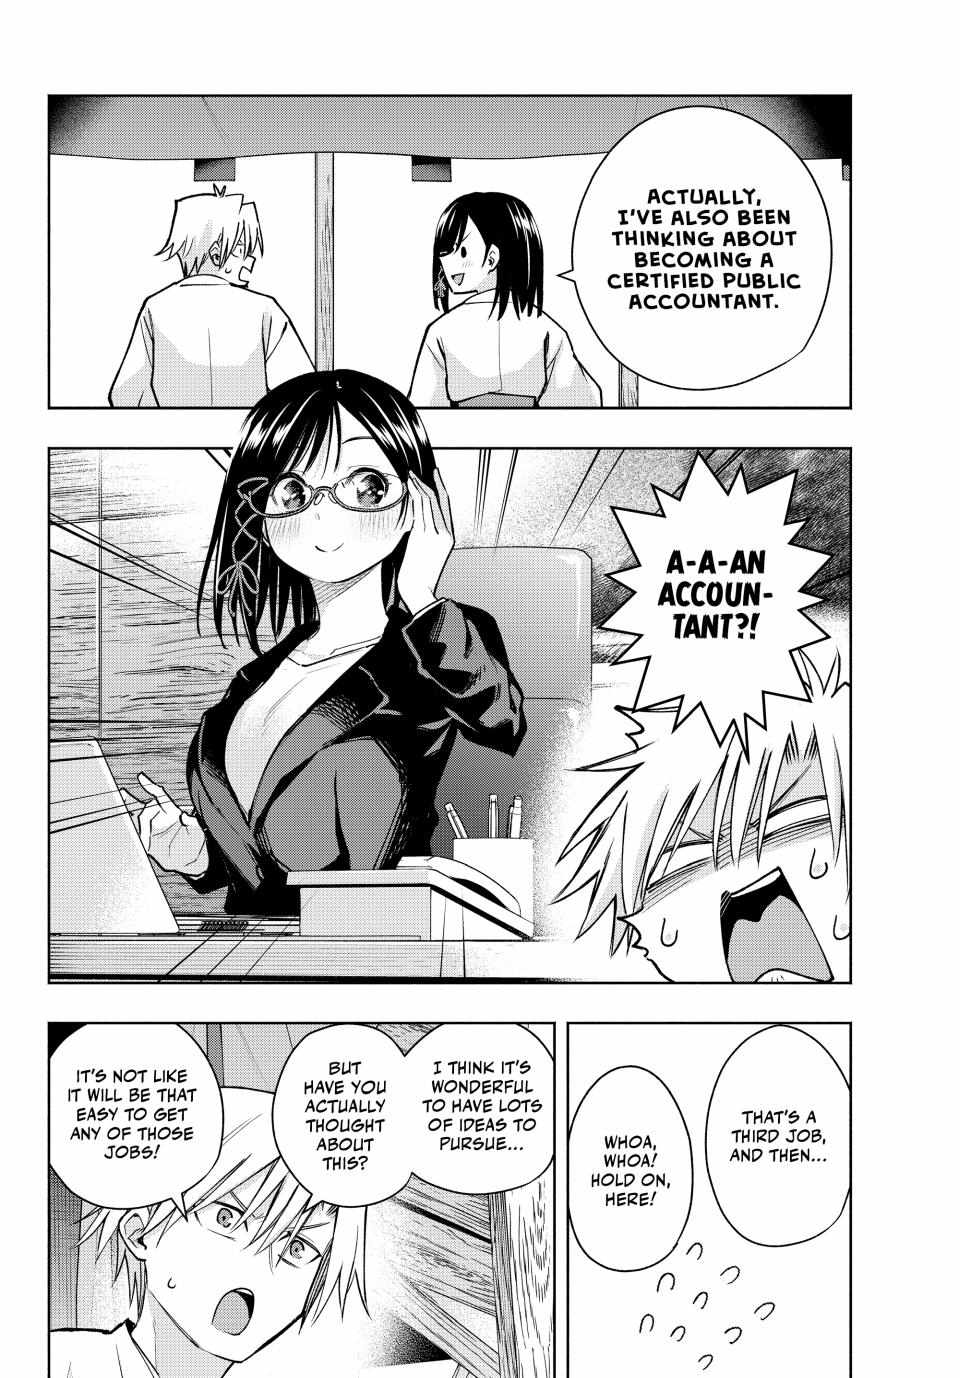 ACTUALLY,
I'VE ALSO BEEN
THINKING ABOUT
BECOMING A
CERTIFIED PUBLIC
ACCOUNTANT.
A-A-AN
ACCOUN-
TANT?!
THAT'S A
THIRD JOB,
AND THEN...
WHOA,
WHOA!
HOLD ON,
HERE!
I THINK IT'S
WONDERFUL
TO HAVE LOTS
OF IDEAS TO
PURSUE...
BUT
HAVE YOU
ACTUALLY
THOUGHT
ABOUT
THIS?
IT'S NOT LIKE
IT WILL BE THAT
EASY TO GET
ANY OF THOSE
JOBS!